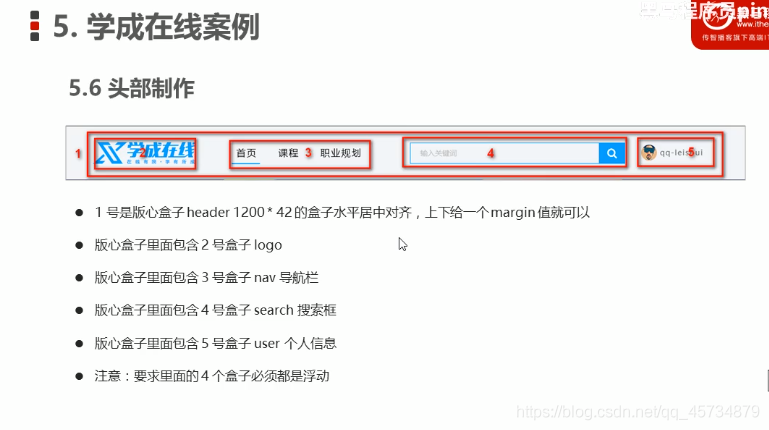 5. 学成在线案例
5.6 头部制作
1
2
学成在线
首页
课程
3
职业规划
输入关键词
4
5
• 1 号是版心盒子 header 1200 * 42 的盒子水平居中对齐，上下给一个 margin 值就可以
• 版心盒子里面包含 2 号盒子 logo
• 版心盒子里面包含 3 号盒子 nav 导航栏
• 版心盒子里面包含 4 号盒子 search 搜索框
• 版心盒子里面包含 5 号盒子 user 个人信息
• 注意：要求里面的 4 个盒子必须都是浮动
https://blog.csdn.net/qq_45734879